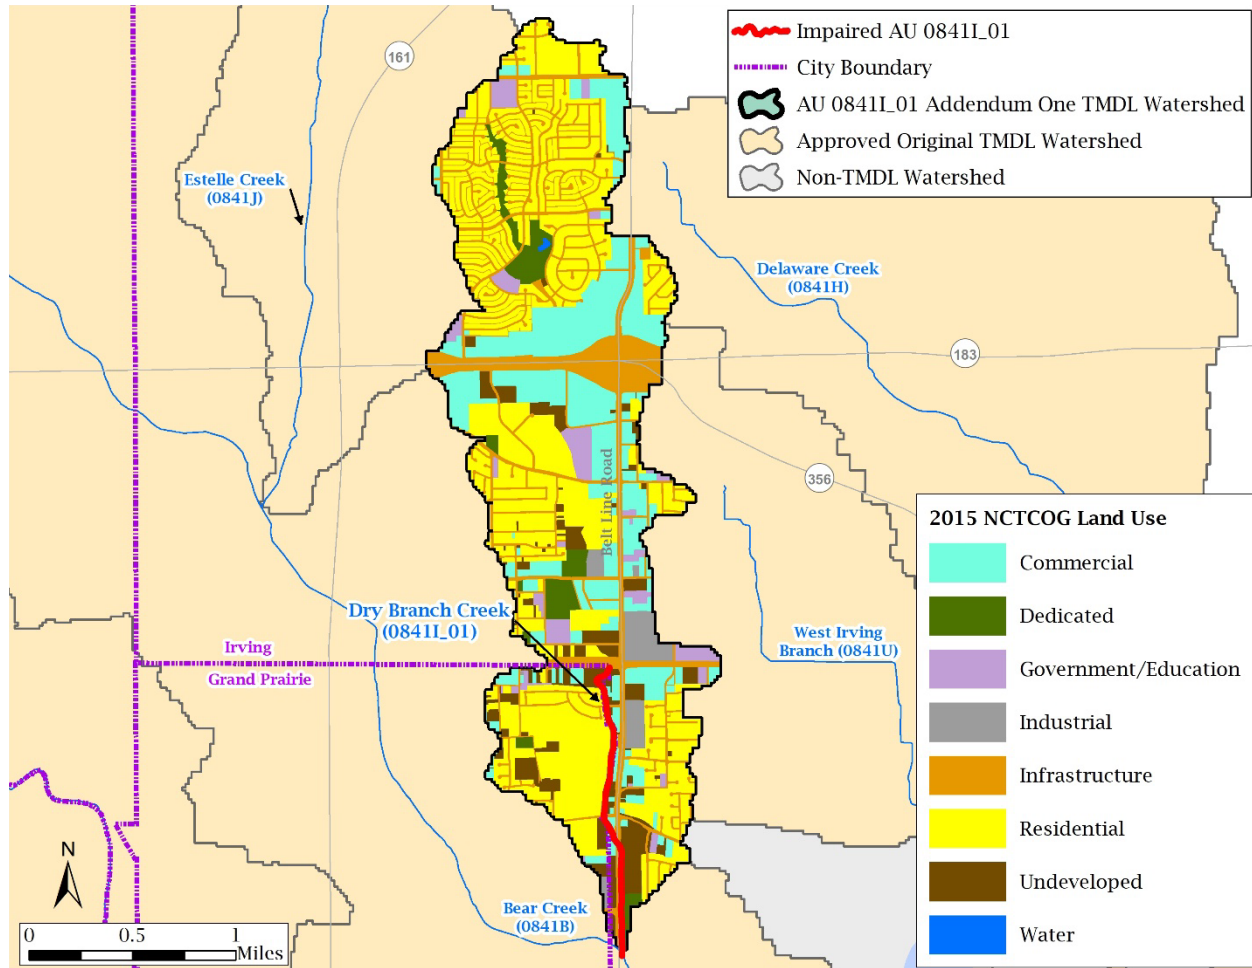 Impaired AU 0841I_01
City Boundary
AU 0841I_01 Addendum One TMDL Watershed
Approved Original TMDL Watershed
Non-TMDL Watershed
161
Estelle Creek
(0841J)
Delaware Creek
(0841H)
183
356
Belt Line Road
Dry Branch Creek
(0841I_01)
West Irving
Branch (0841U)
Irving
Grand Prairie
Bear Creek
(0841B)
2015 NCTCOG Land Use
Commercial
Dedicated
Government/Education
Industrial
Infrastructure
Residential
Undeveloped
Water
N
0 0.5 1
Miles